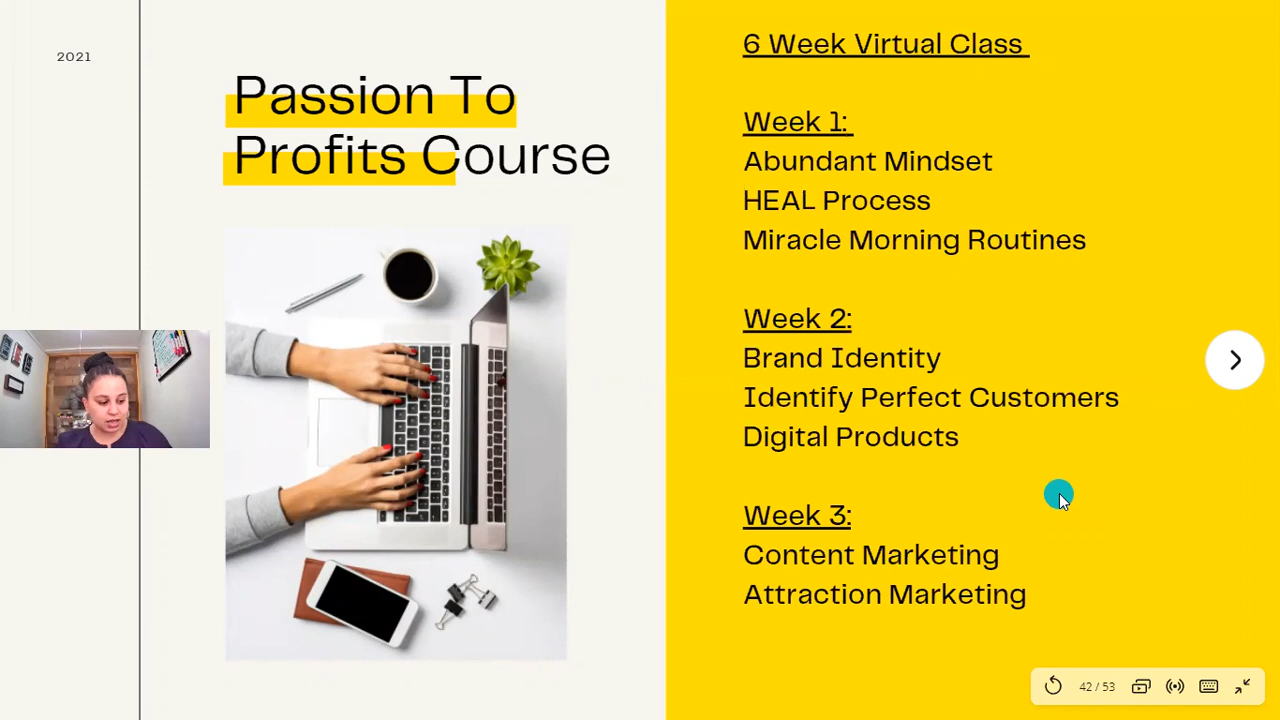 2021
Passion To
Profits Course
6 Week Virtual Class
Week 1:
Abundant Mindset
HEAL Process
Miracle Morning Routines
Week 2:
Brand Identity
Identify Perfect Customers
Digital Products
Week 3:
Content Marketing
Attraction Marketing
42 / 53